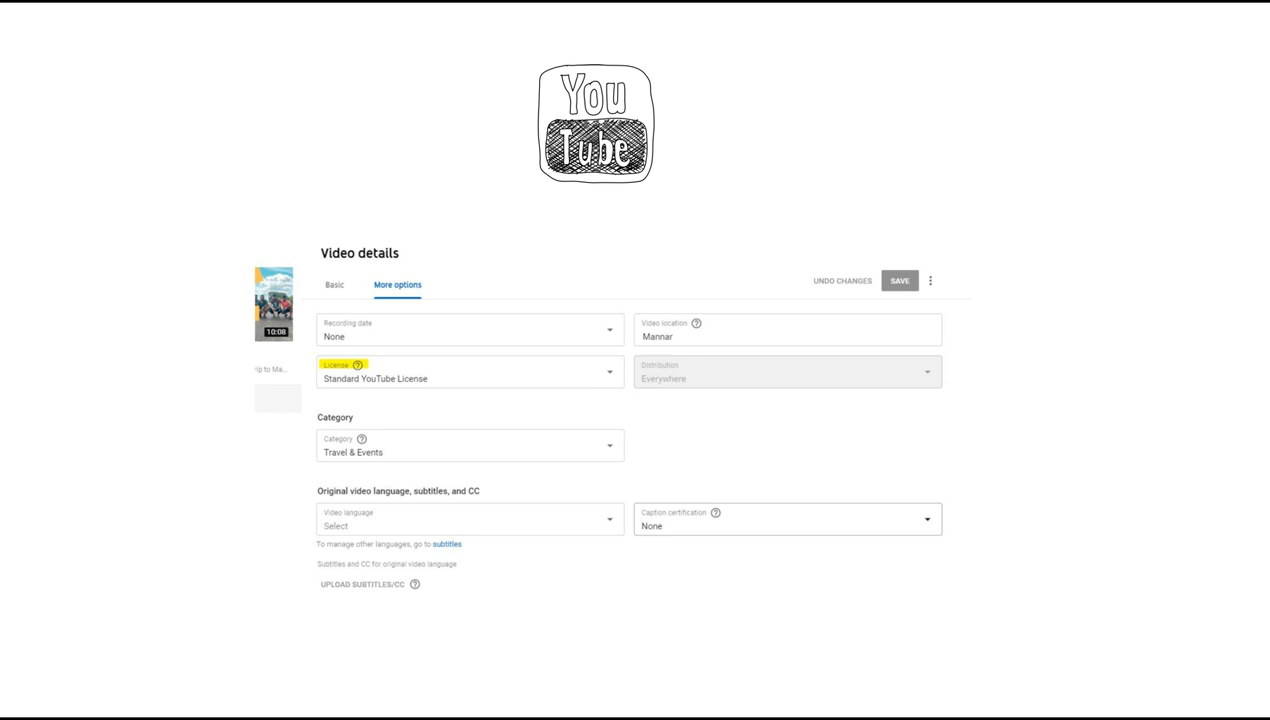 You
Tube
Video details
Basic
More options
UNDO CHANGES
SAVE
10:08
Recording date
None
Video location
Mannar
rip to Ma...
License
Standard YouTube License
Distribution
Everywhere
Category
Category
Travel & Events
Original video language, subtitles, and CC
Video language
Select
Caption certification
None
To manage other languages, go to subtitles
Subtitles and CC for original video language
UPLOAD SUBTITLES/CC